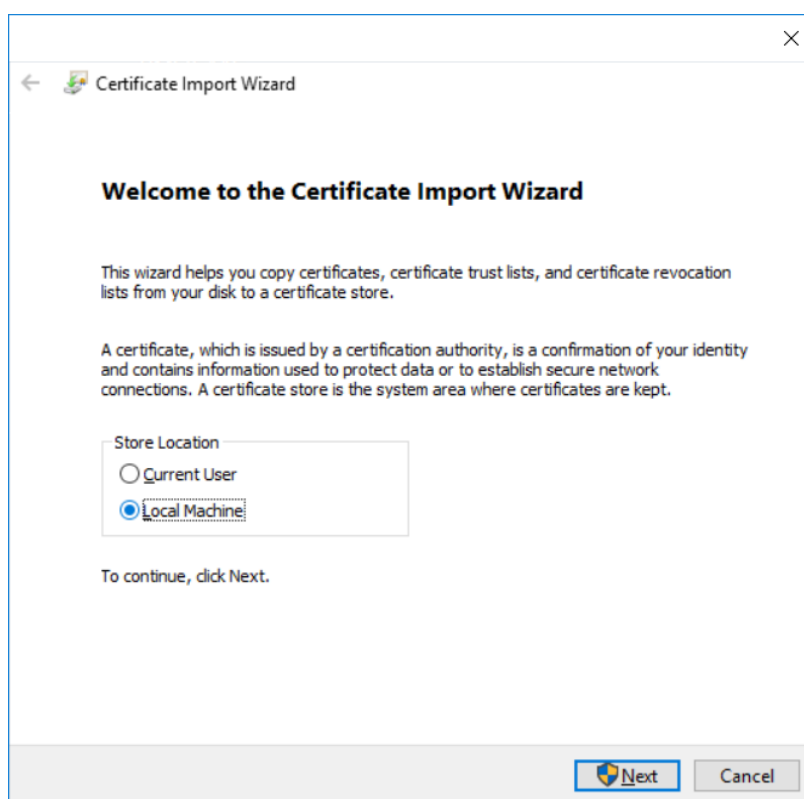 Certificate Import Wizard
Welcome to the Certificate Import Wizard
This wizard helps you copy certificates, certificate trust lists, and certificate revocation
lists from your disk to a certificate store.
A certificate, which is issued by a certification authority, is a confirmation of your identity
and contains information used to protect data or to establish secure network
connections. A certificate store is the system area where certificates are kept.
Store Location
Current User
Local Machine
To continue, click Next.
Next Cancel